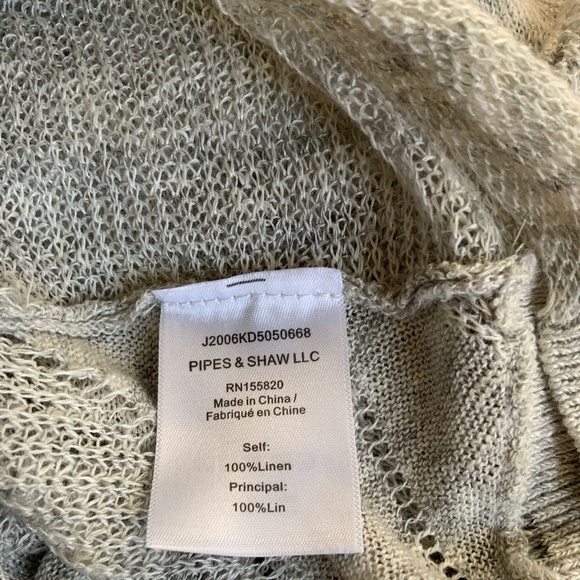 J2006KD5050668
PIPES & SHAW LLC
RN155820
Made in China /
Fabriqué en Chine
Self:
100%Linen
Principal:
100%Lin